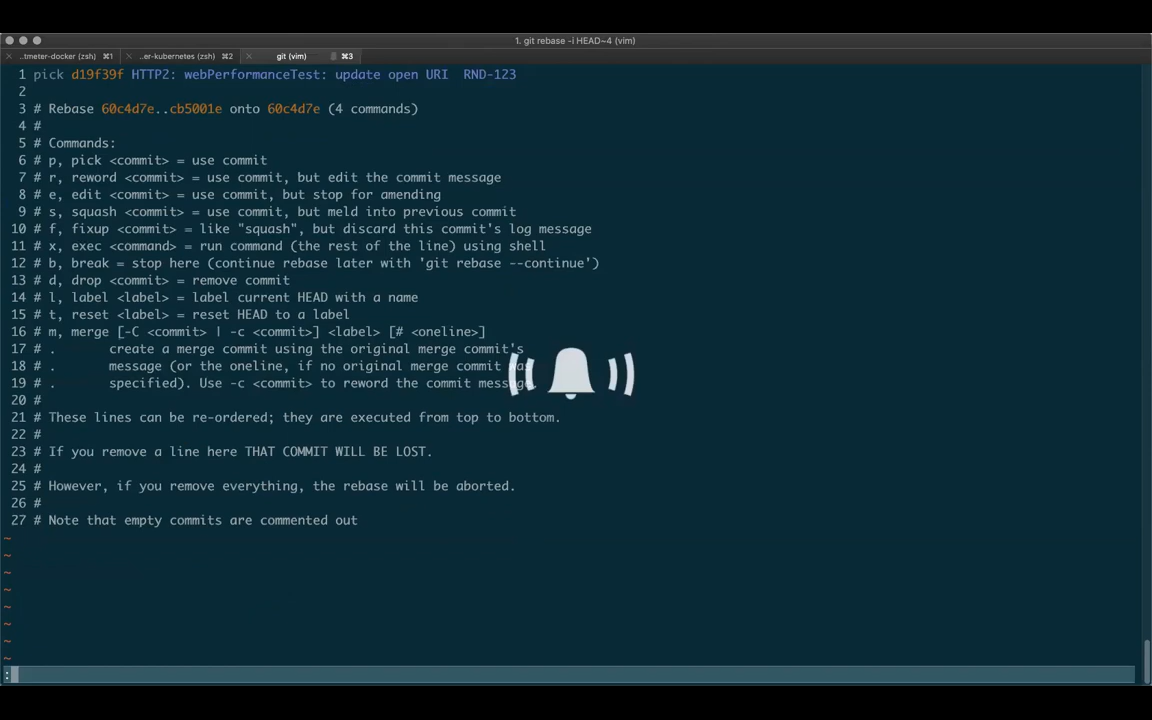 1. git rebase -i HEAD~4 (vim)
..tmeter-docker (zsh) ⌘1 ..er-kubernetes (zsh) ⌘2 git (vim) ⌘3
1 pick d19f39f HTTP2: webPerformanceTest: update open URI  RND-123
2
3 # Rebase 60c4d7e..cb5001e onto 60c4d7e (4 commands)
4 #
5 # Commands:
6 # p, pick <commit> = use commit
7 # r, reword <commit> = use commit, but edit the commit message
8 # e, edit <commit> = use commit, but stop for amending
9 # s, squash <commit> = use commit, but meld into previous commit
10 # f, fixup <commit> = like "squash", but discard this commit's log message
11 # x, exec <command> = run command (the rest of the line) using shell
12 # b, break = stop here (continue rebase later with 'git rebase --continue')
13 # d, drop <commit> = remove commit
14 # l, label <label> = label current HEAD with a name
15 # t, reset <label> = reset HEAD to a label
16 # m, merge [-C <commit> | -c <commit>] <label> [# <oneline>]
17 # .       create a merge commit using the original merge commit's
18 # .       message (or the oneline, if no original merge commit was
19 # .       specified). Use -c <commit> to reword the commit message.
20 #
21 # These lines can be re-ordered; they are executed from top to bottom.
22 #
23 # If you remove a line here THAT COMMIT WILL BE LOST.
24 #
25 # However, if you remove everything, the rebase will be aborted.
26 #
27 # Note that empty commits are commented out
~
~
~
~
~
~
~
~
: